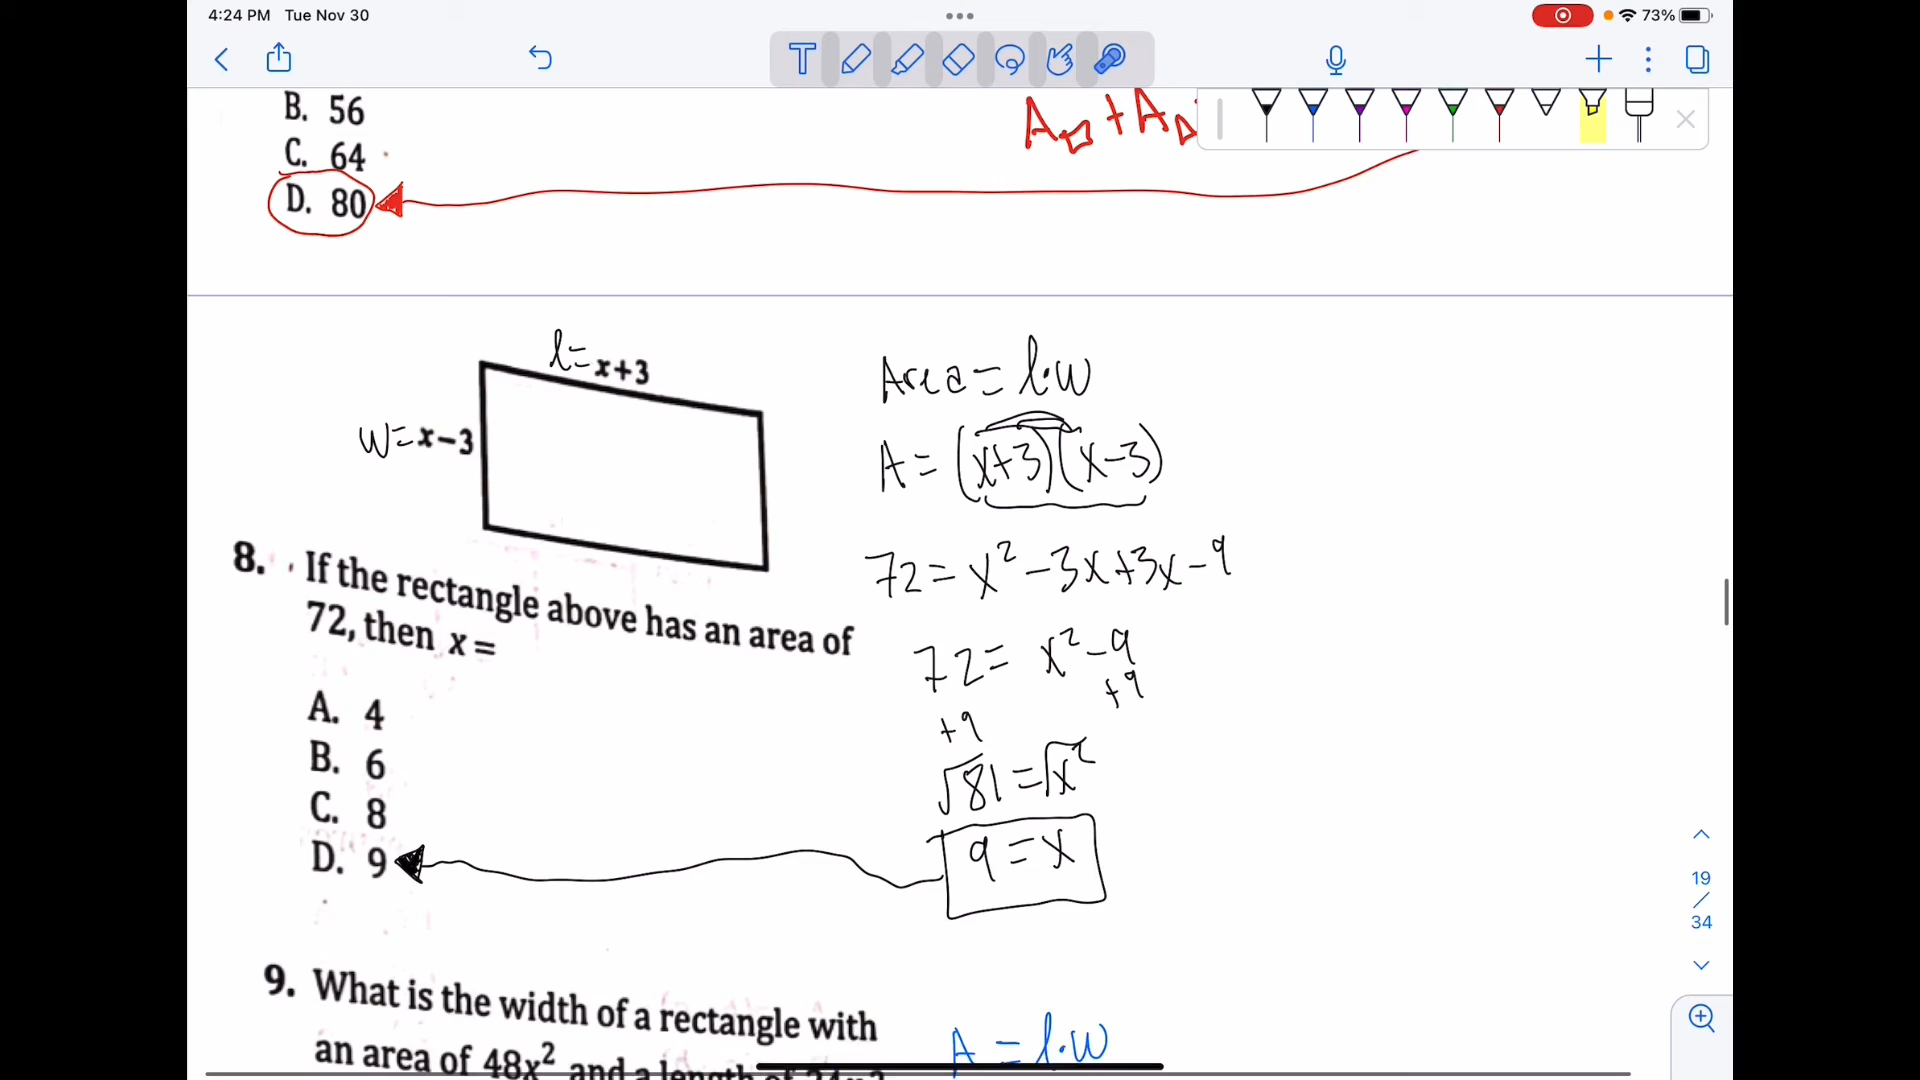 4:24 PM Tue Nov 30
73%
T
B. 56
C. 64
D. 80
A + A
l= x+3
W= x−3
Area = l·w
A = (x+3)(x−3)
72 = x² −3x+3x−9
72 = x² −9
+9
+9
√81 = √x²
9 = x
8. If the rectangle above has an area of
72, then x =
A. 4
B. 6
C. 8
D. 9
19
/
34
9. What is the width of a rectangle with
an area of 48x² and a length of
A = l·w